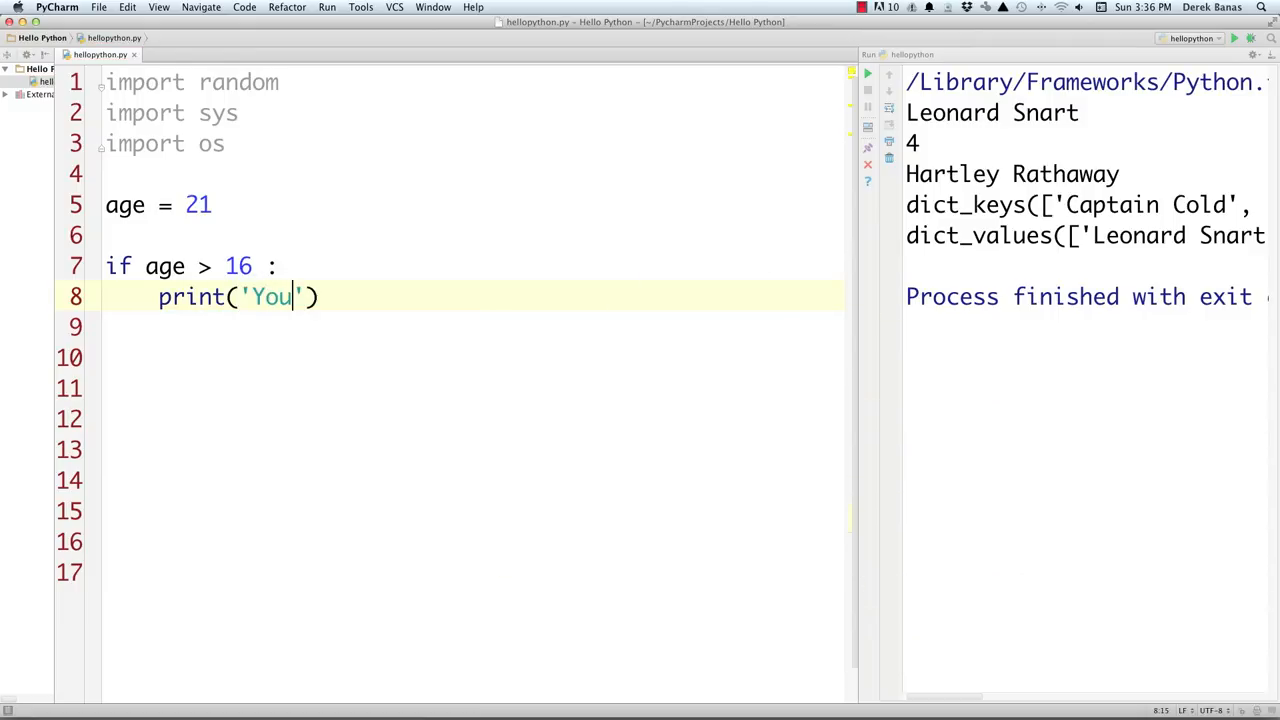 PyCharm File Edit View Navigate Code Refactor Run Tools VCS Window Help 10 Sun 3:36 PM Derek Banas
hellopython.py – Hello Python – [~/PycharmProjects/Hello Python]
Hello Python hellopython.py hellopython
hellopython.py Run hellopython
Hello P
hell
Externa
1 import random
2 import sys
3 import os
4
5 age = 21
6
7 if age > 16 :
8 print('You')
9
10
11
12
13
14
15
16
17
/Library/Frameworks/Python.
Leonard Snart
4
Hartley Rathaway
dict_keys(['Captain Cold',
dict_values(['Leonard Snart
Process finished with exit
8:15 LF UTF-8